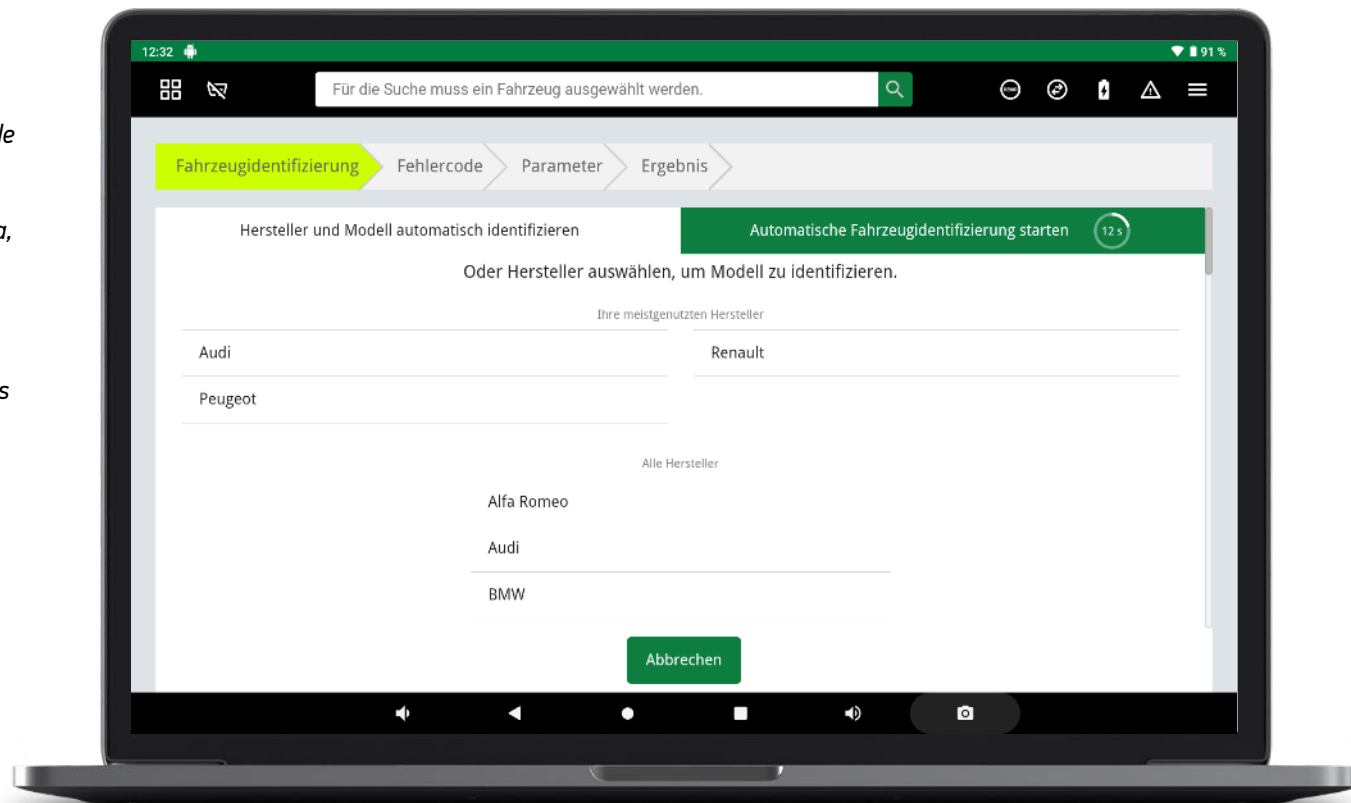 12:32
91 %
Für die Suche muss ein Fahrzeug ausgewählt werden.
Fahrzeugidentifizierung Fehlercode Parameter Ergebnis
Hersteller und Modell automatisch identifizieren
Automatische Fahrzeugidentifizierung starten 12 s
Oder Hersteller auswählen, um Modell zu identifizieren.
Ihre meistgenutzten Hersteller
Audi
Renault
Peugeot
Alle Hersteller
Alfa Romeo
Audi
BMW
Abbrechen